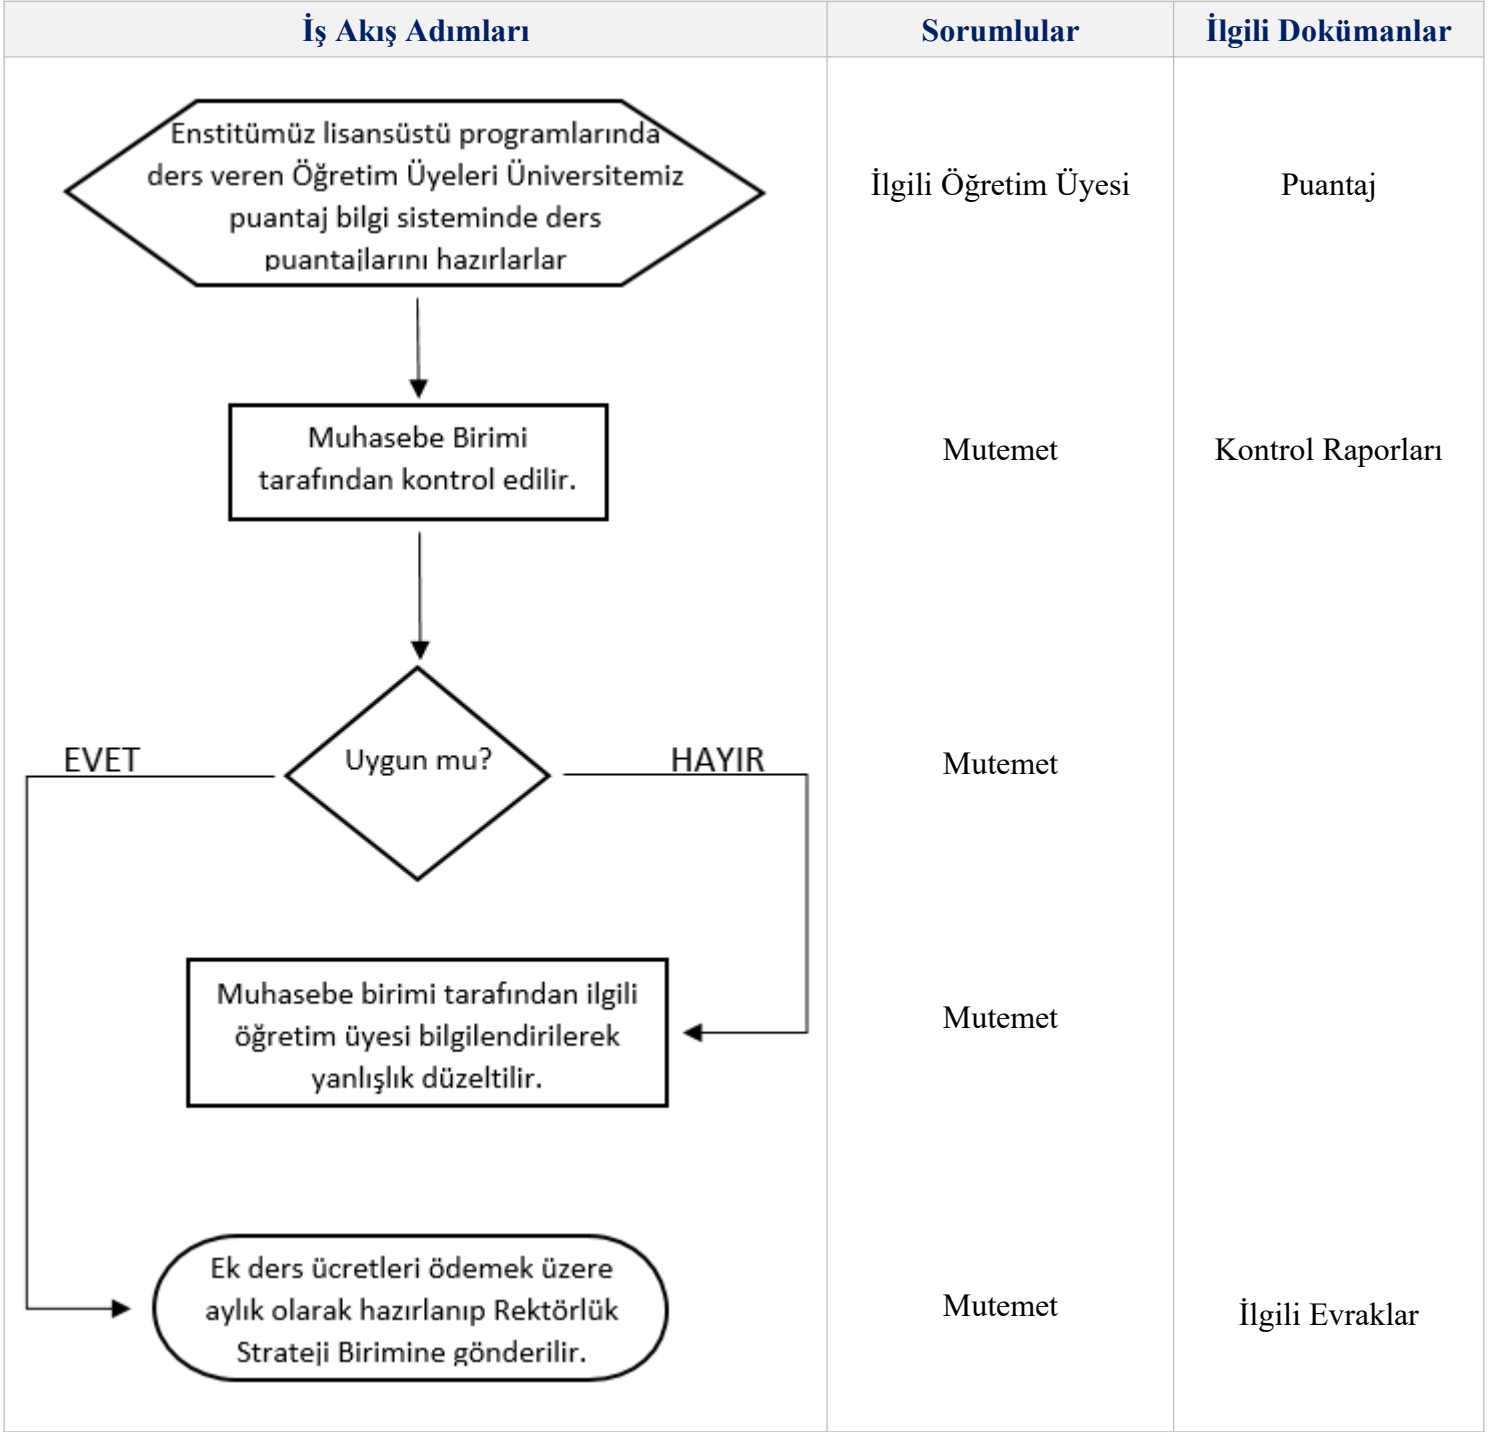 İş Akış Adımları
Sorumlular
İlgili Dokümanlar
Enstitümüz lisansüstü programlarında
ders veren Öğretim Üyeleri Üniversitemiz
puantaj bilgi sisteminde ders
puantajlarını hazırlarlar
İlgili Öğretim Üyesi
Puantaj
Muhasebe Birimi
tarafından kontrol edilir.
Mutemet
Kontrol Raporları
EVET
Uygun mu?
HAYIR
Mutemet
Muhasebe birimi tarafından ilgili
öğretim üyesi bilgilendirilerek
yanlışlık düzeltilir.
Mutemet
Ek ders ücretleri ödemek üzere
aylık olarak hazırlanıp Rektörlük
Strateji Birimine gönderilir.
Mutemet
İlgili Evraklar